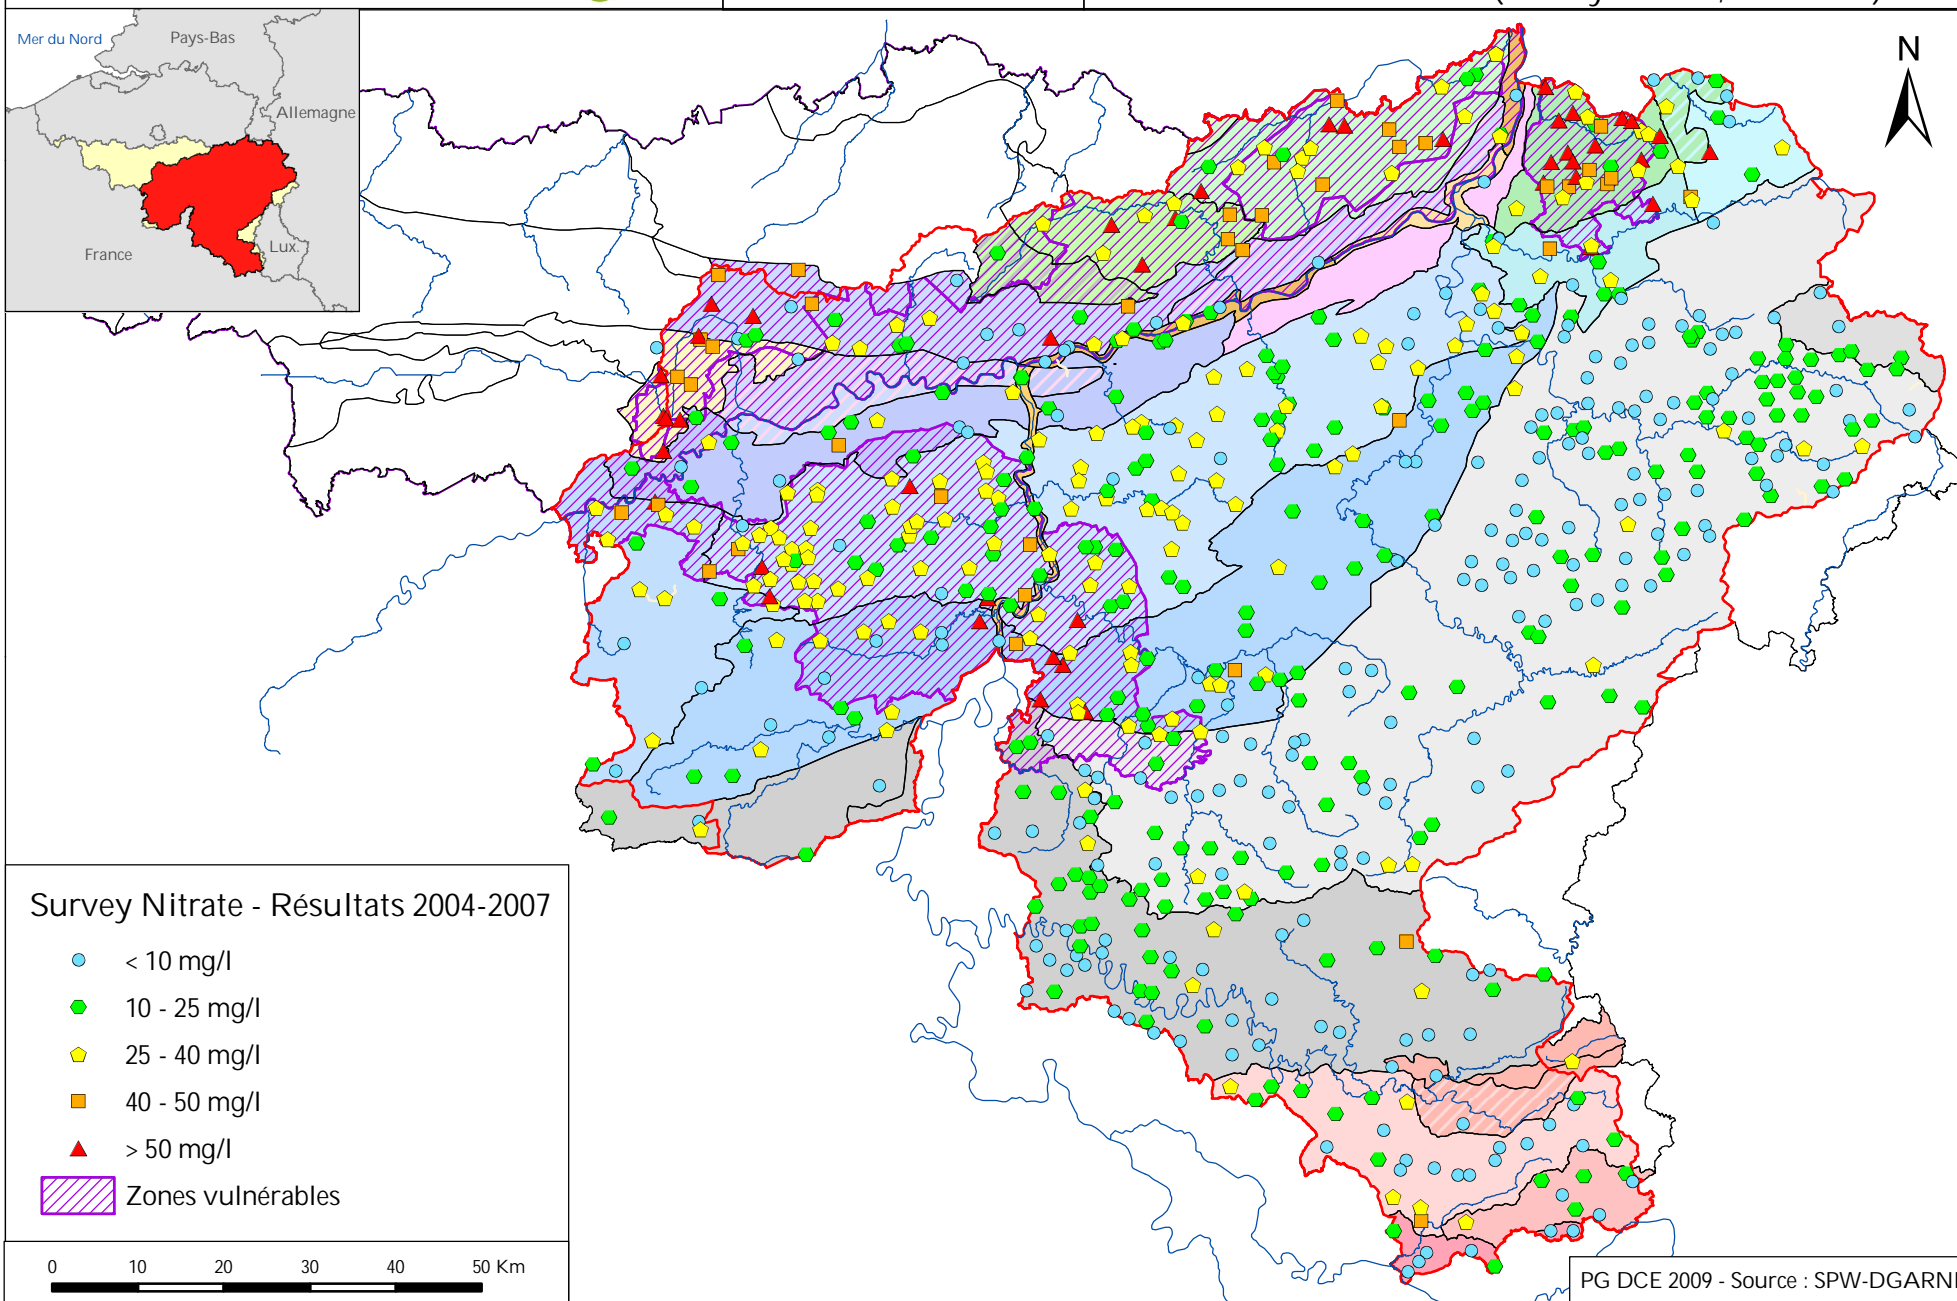 Mer du Nord
Pays-Bas
Allemagne
France
Lux.
N
Survey Nitrate - Résultats 2004-2007
< 10 mg/l
10 - 25 mg/l
25 - 40 mg/l
40 - 50 mg/l
> 50 mg/l
Zones vulnérables
0 10 20 30 40 50 Km
PG DCE 2009 - Source : SPW-DGARNE